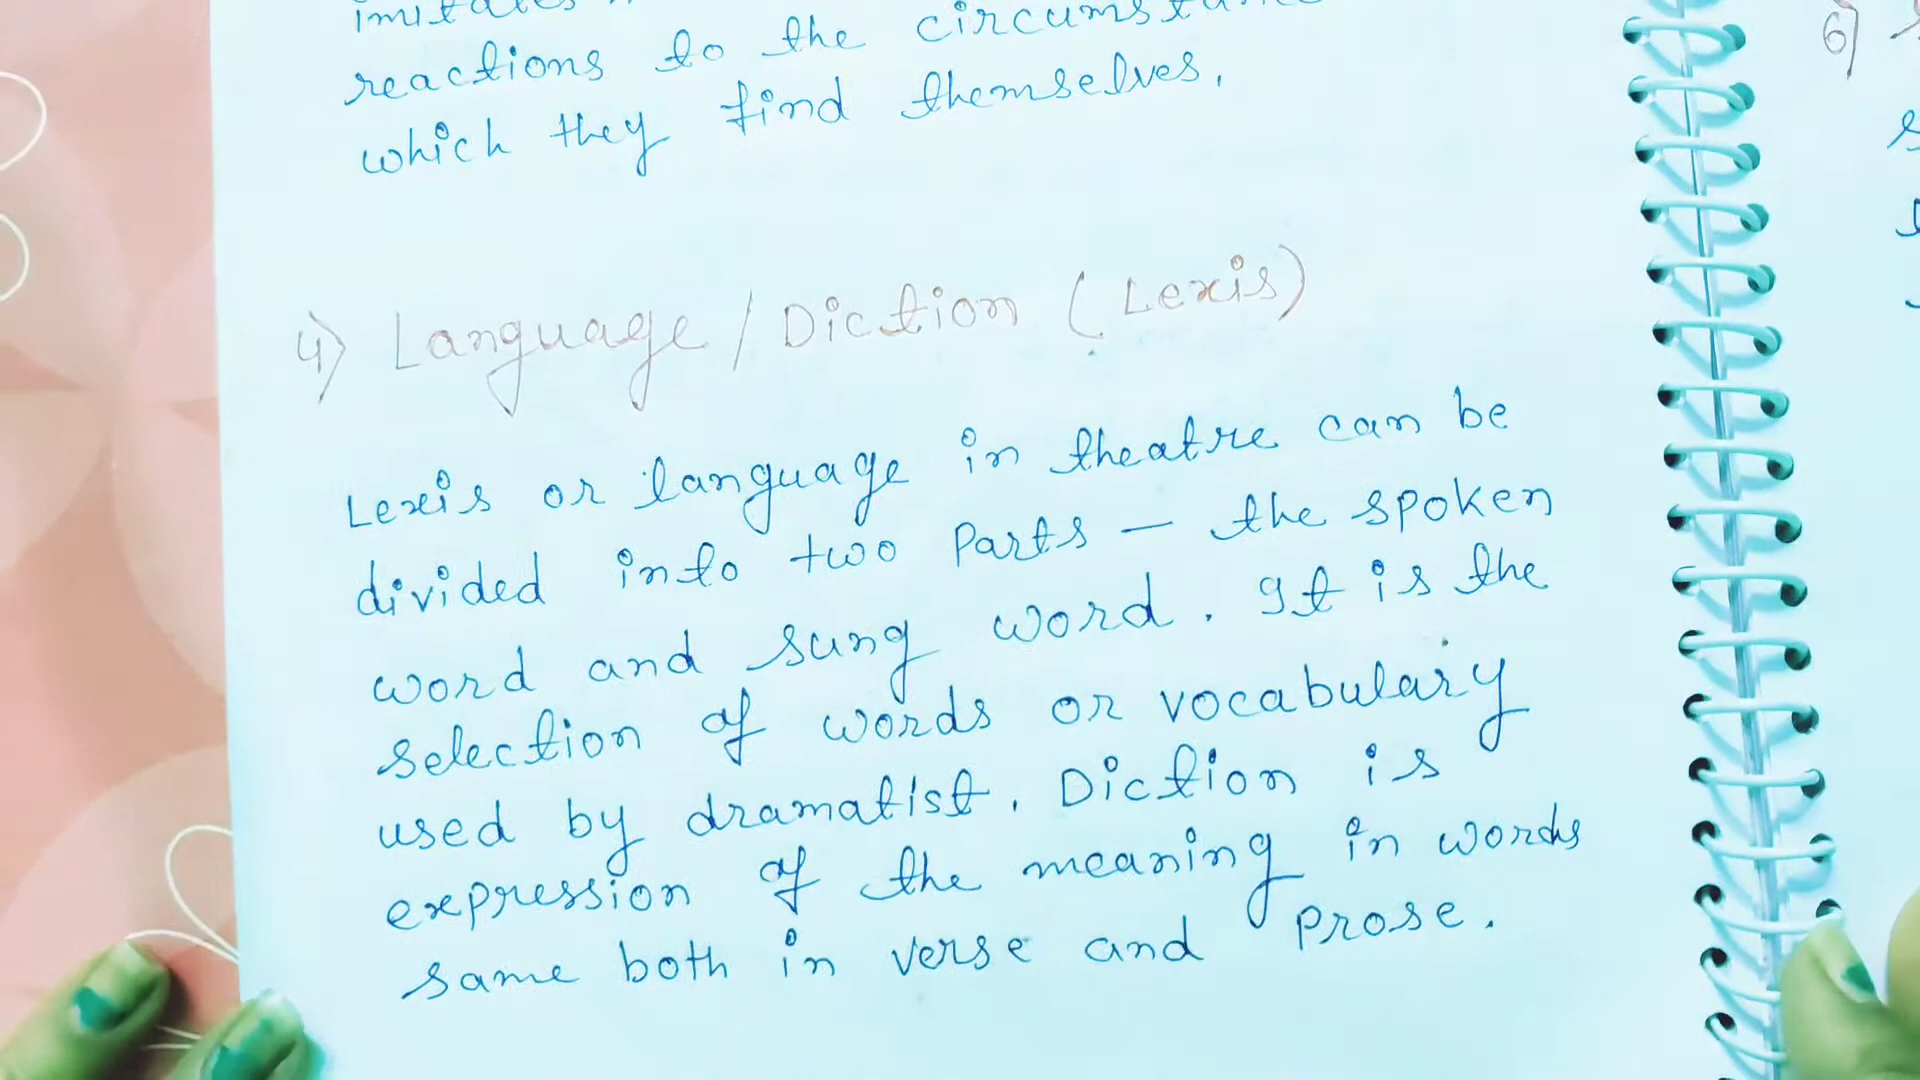 reactions to the
which they find themselves.
4) Language / Diction (Lexis)
Lexis or language in theatre can be
divided into two Parts — the spoken
word and sung word. It is the
selection of words or vocabulary
used by dramatist. Diction is
expression of the meaning in words
same both in verse and prose.
6)